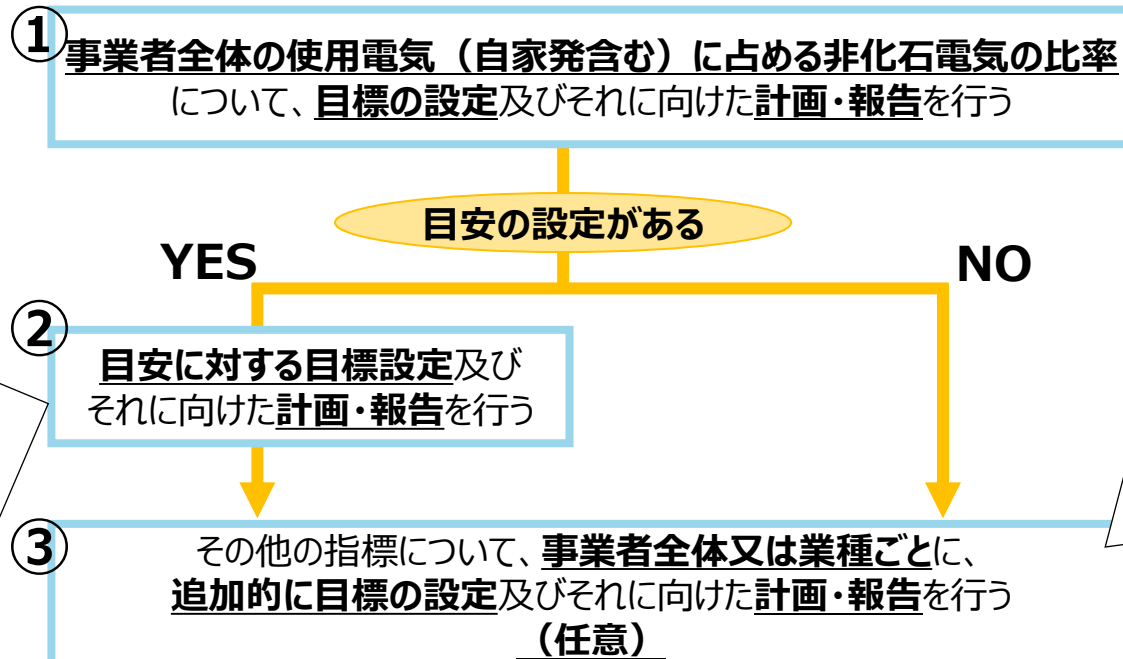 ①
事業者全体の使用電気（自家発含む）に占める非化石電気の比率
について、目標の設定及びそれに向けた計画・報告を行う
目安の設定がある
YES
NO
②
目安に対する目標設定及び
それに向けた計画・報告を行う
③
その他の指標について、事業者全体又は業種ごとに、
追加的に目標の設定及びそれに向けた計画・報告を行う
（任意）